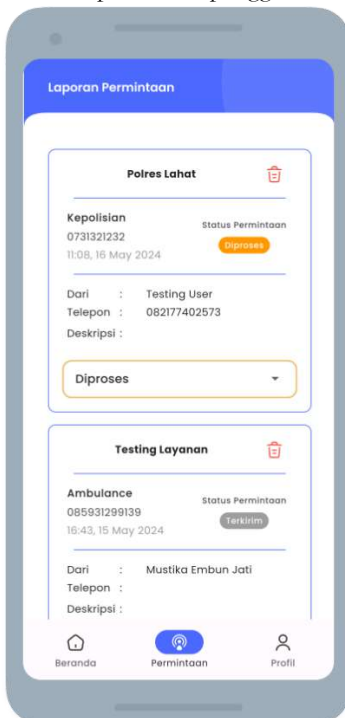 Laporan Permintaan
Polres Lahat
Kepolisian
0731321232
11:08, 16 May 2024
Status Permintaan
Diproses
Dari : Testing User
Telepon : 082177402573
Deskripsi :
Diproses
Testing Layanan
Ambulance
085931299139
16:43, 15 May 2024
Status Permintaan
Terkirim
Dari : Mustika Embun Jati
Telepon :
Deskripsi :
Beranda
Permintaan
Profil